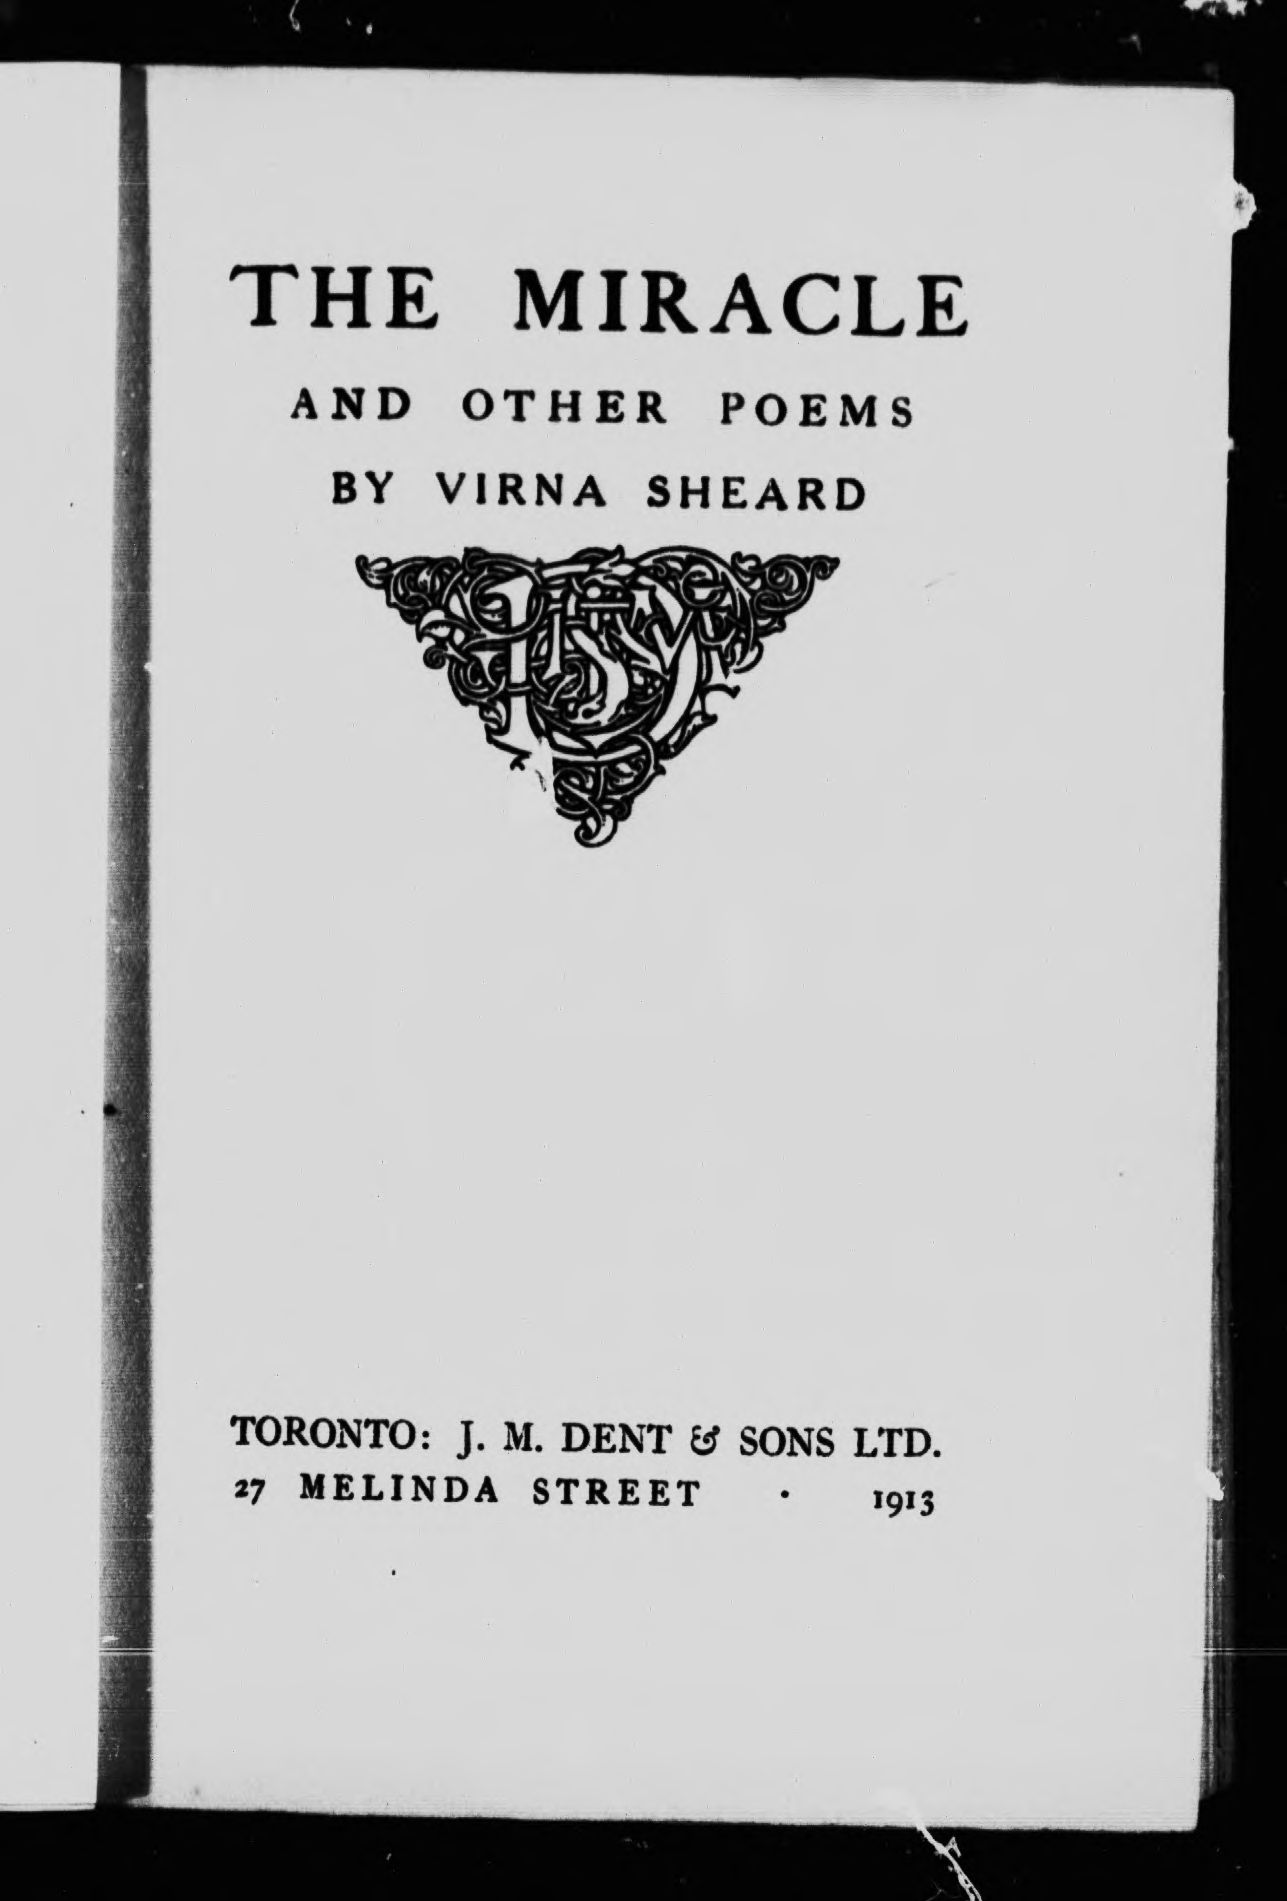 THE MIRACLE
AND OTHER POEMS
BY VIRNA SHEARD
TORONTO: J. M. DENT & SONS LTD.
27 MELINDA STREET · 1913